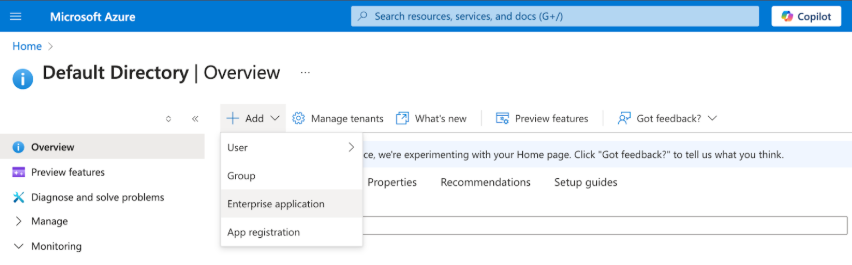 Microsoft Azure
Search resources, services, and docs (G+/)
Copilot
Home >
Default Directory | Overview ...
«
+ Add
Manage tenants
What's new
Preview features
Got feedback?
Overview
Preview features
Diagnose and solve problems
Manage
Monitoring
User >
Group
Enterprise application
App registration
we're experimenting with your Home page. Click "Got feedback?" to tell us what you think.
Properties
Recommendations
Setup guides